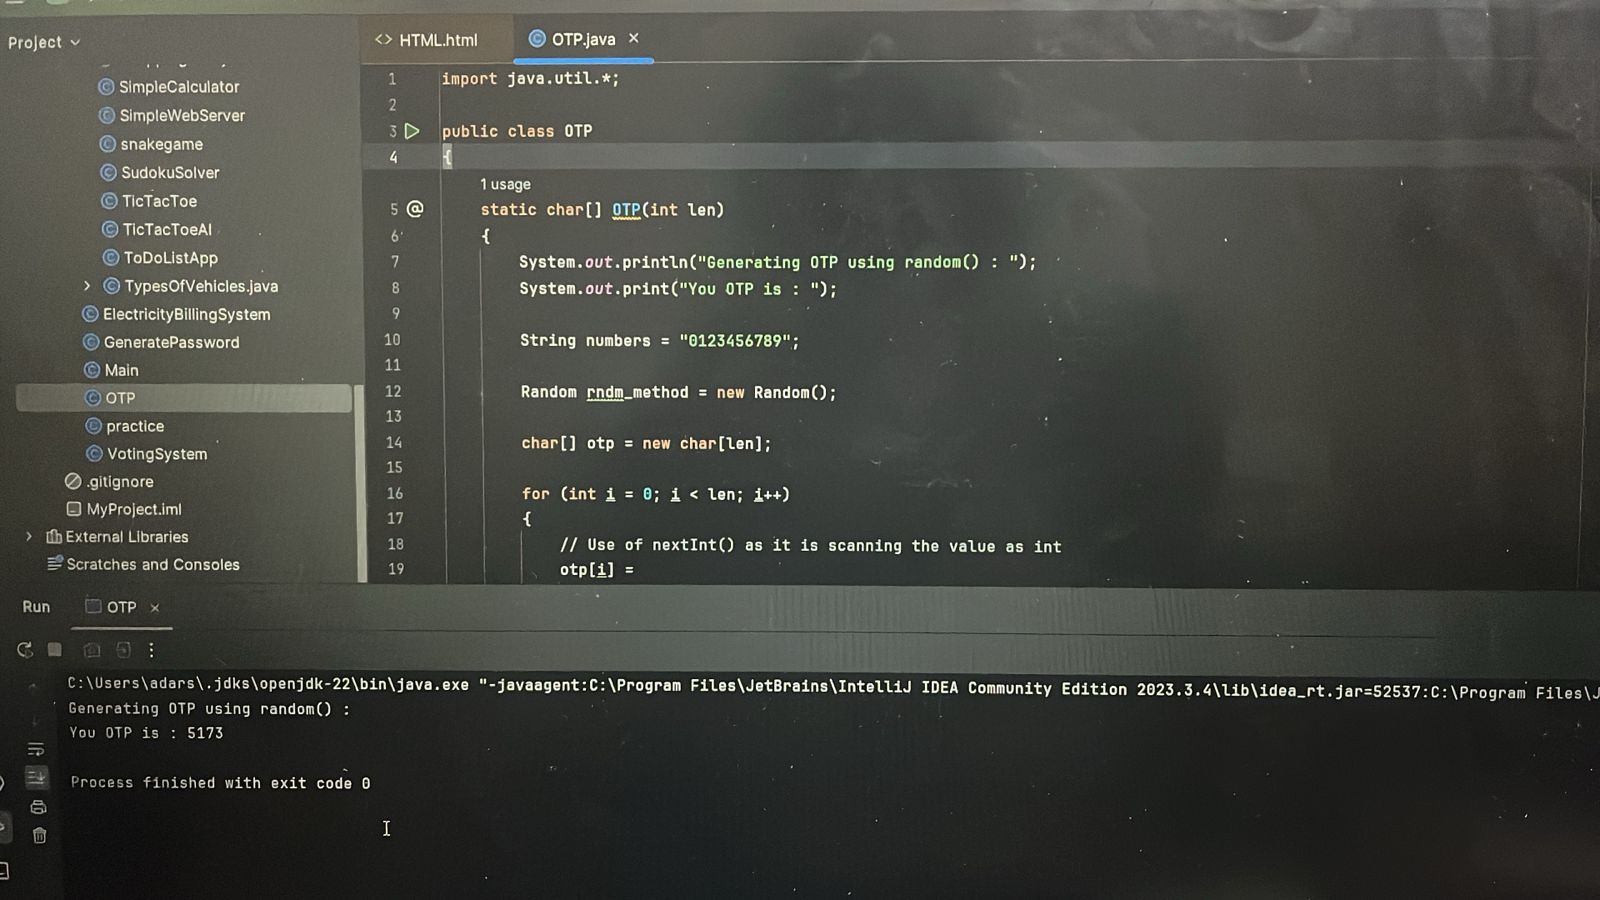 Project
SimpleCalculator
SimpleWebServer
snakegame
SudokuSolver
TicTacToe
TicTacToeAI
ToDoListApp
TypesOfVehicles.java
ElectricityBillingSystem
GeneratePassword
Main
OTP
practice
VotingSystem
.gitignore
MyProject.iml
External Libraries
Scratches and Consoles
<> HTML.html
OTP.java ×
1 import java.util.*;
2
3 public class OTP
4 {
1 usage
5 @ static char[] OTP(int len)
6 {
7 System.out.println("Generating OTP using random() : ");
8 System.out.print("You OTP is : ");
9
10 String numbers = "0123456789";
11
12 Random rndm_method = new Random();
13
14 char[] otp = new char[len];
15
16 for (int i = 0; i < len; i++)
17 {
18 // Use of nextInt() as it is scanning the value as int
19 otp[i] =
Run OTP ×
C:\Users\adars\.jdks\openjdk-22\bin\java.exe "-javaagent:C:\Program Files\JetBrains\IntelliJ IDEA Community Edition 2023.3.4\lib\idea_rt.jar=52537:C:\Program Files\J
Generating OTP using random() :
You OTP is : 5173
Process finished with exit code 0